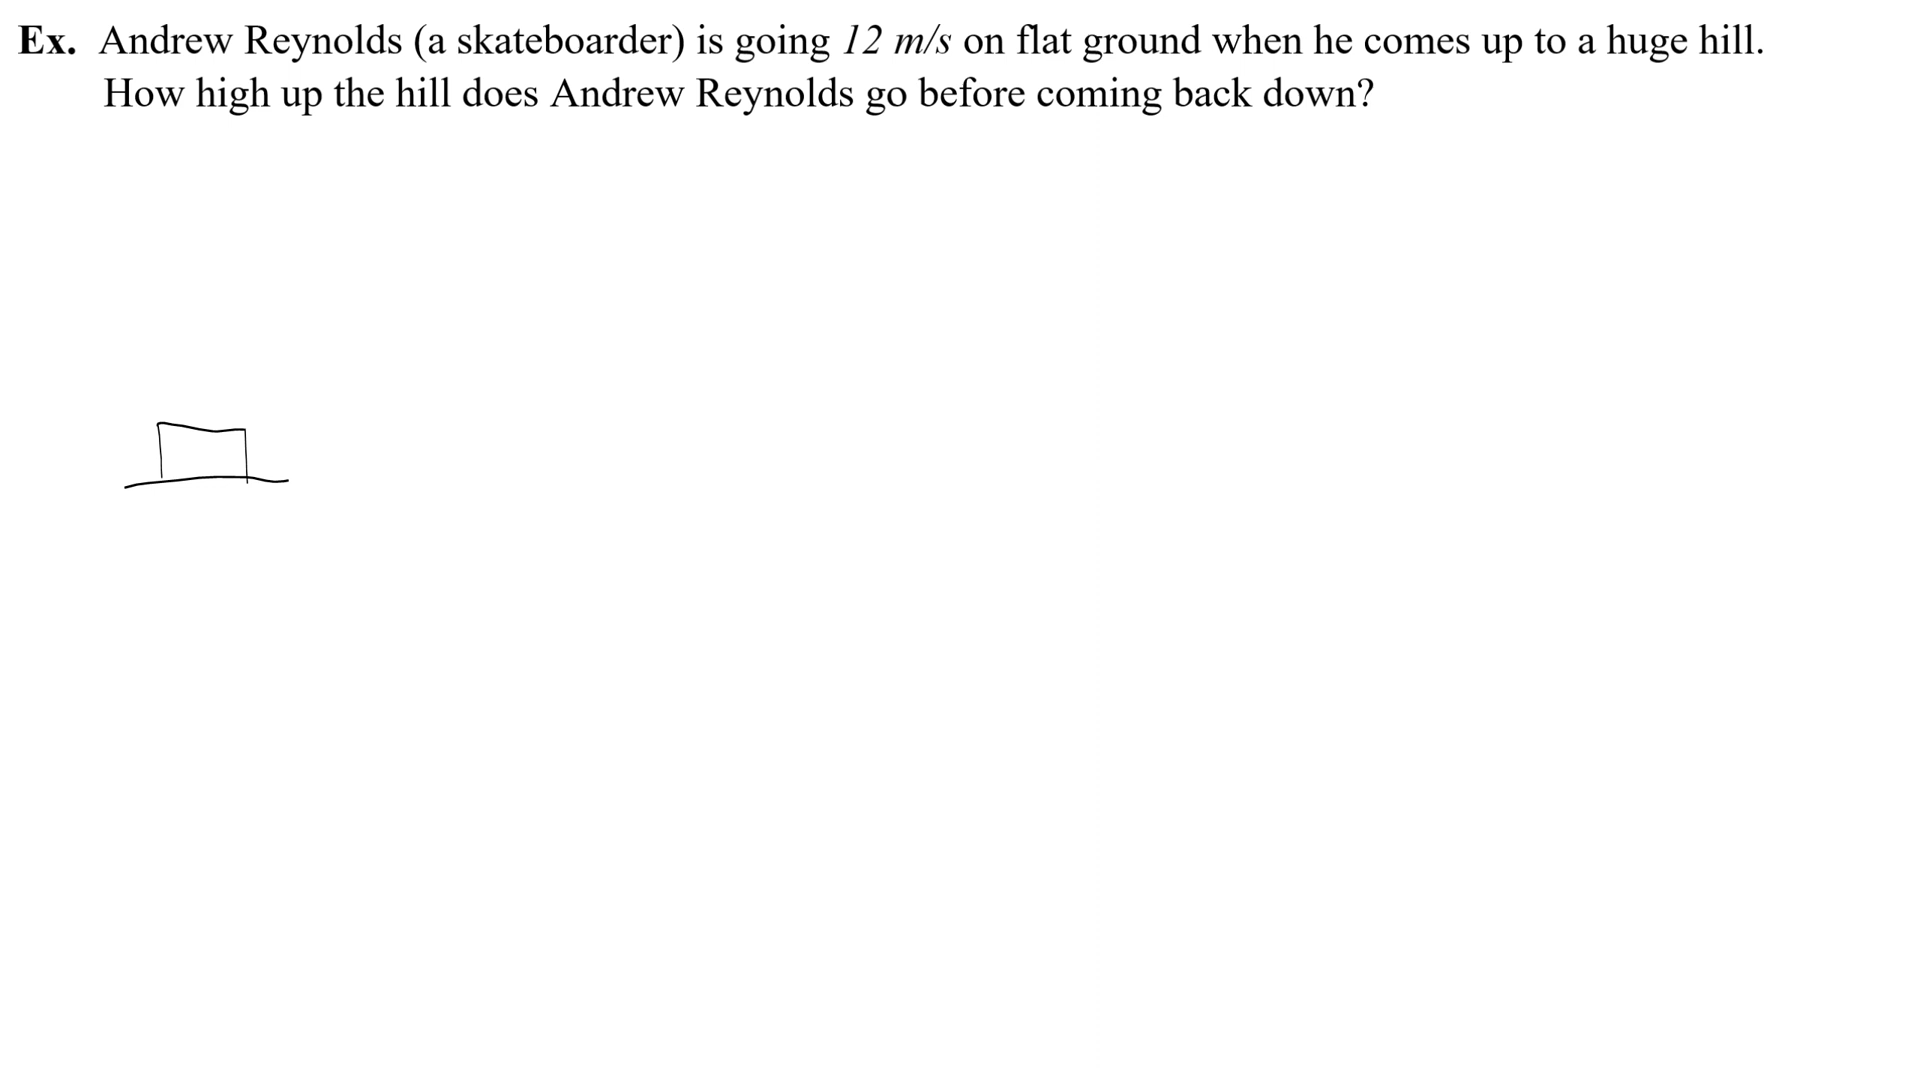 Ex. Andrew Reynolds (a skateboarder) is going 12 m/s on flat ground when he comes up to a huge hill.
How high up the hill does Andrew Reynolds go before coming back down?